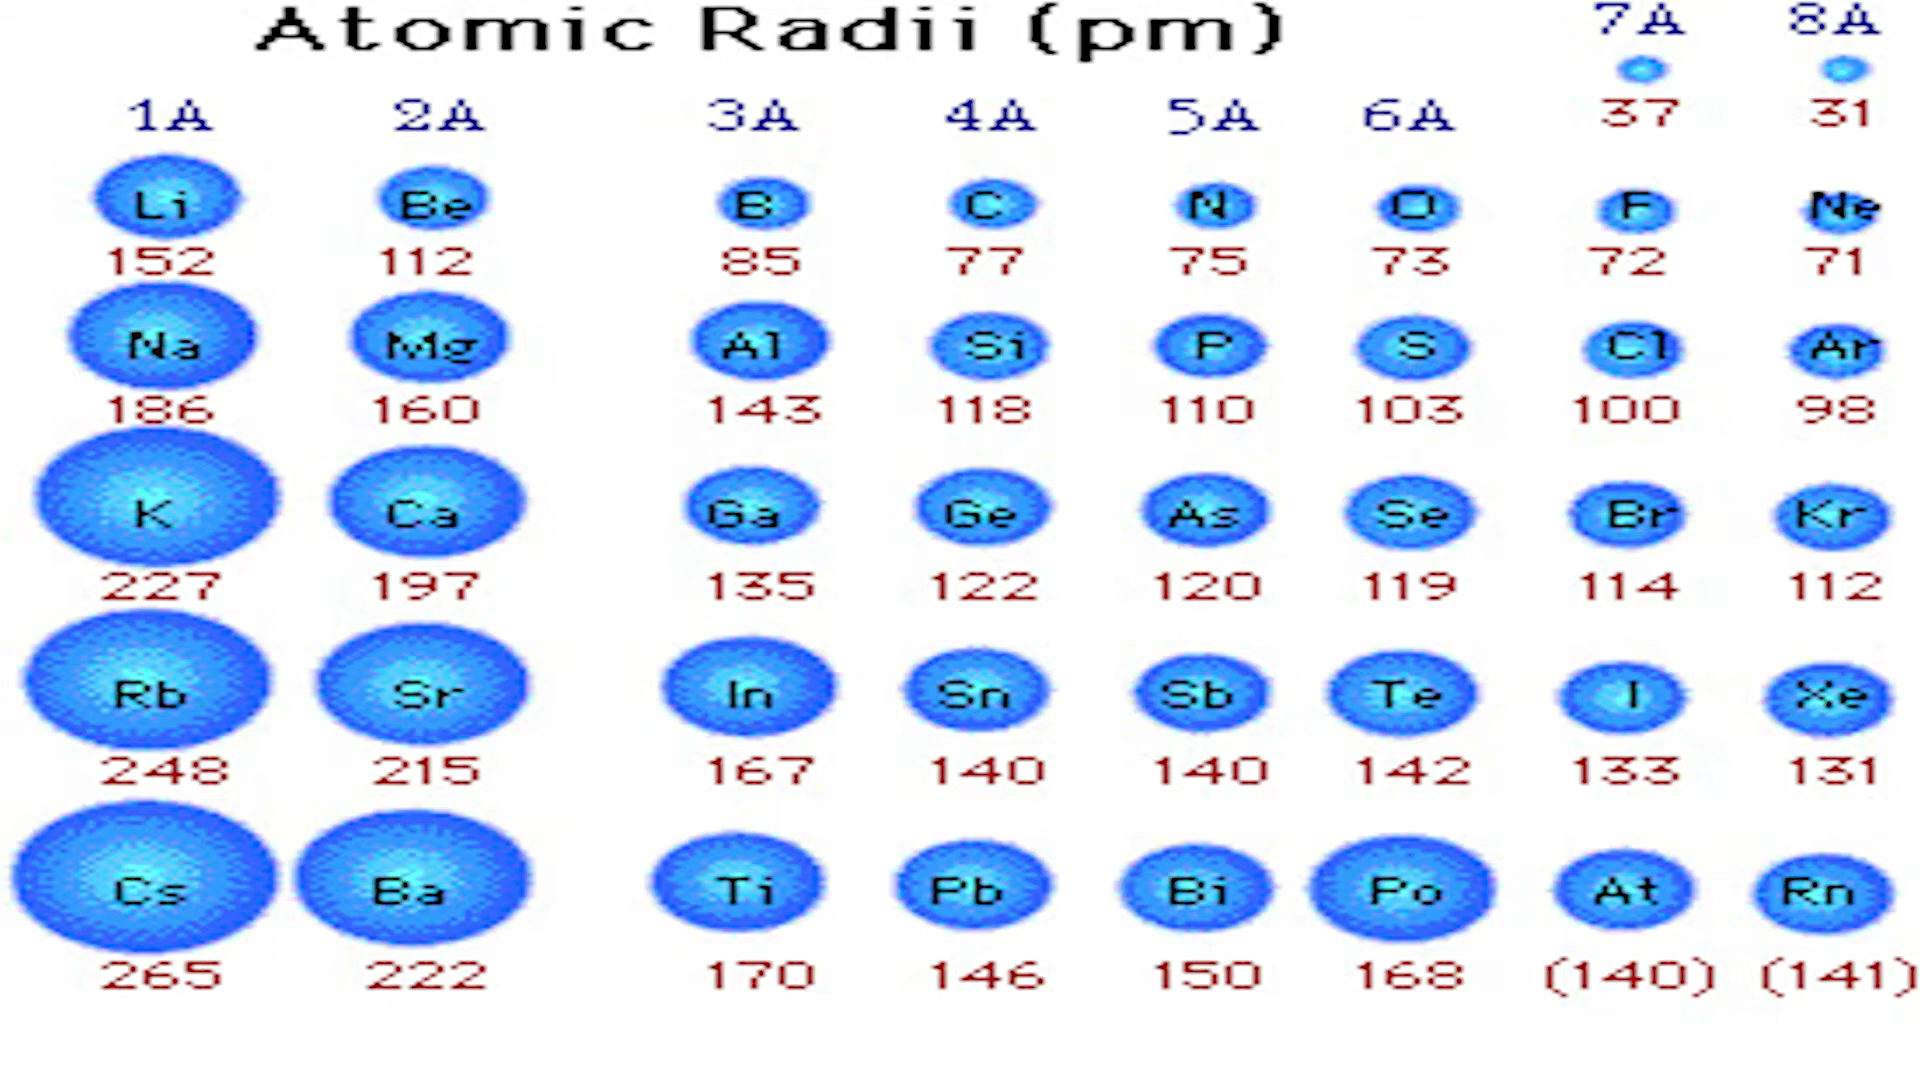 Atomic Radii (pm) 7A 8A
37 31
1A 2A 3A 4A 5A 6A
Li Be B C N O F Ne
152 112 85 77 75 73 72 71
Na Mg Al Si P S Cl Ar
186 160 143 118 110 103 100 98
K Ca Ga Ge As Se Br Kr
227 197 135 122 120 119 114 112
Rb Sr In Sn Sb Te I Xe
248 215 167 140 140 142 133 131
Cs Ba Ti Pb Bi Po At Rn
265 222 170 146 150 168 (140) (141)